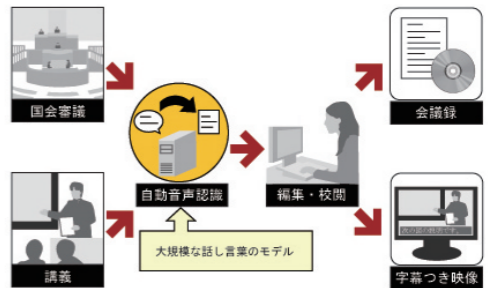 国会審議
会議録
自動音声認識
編集・校閲
大規模な話し言葉のモデル
講義
字幕つき映像